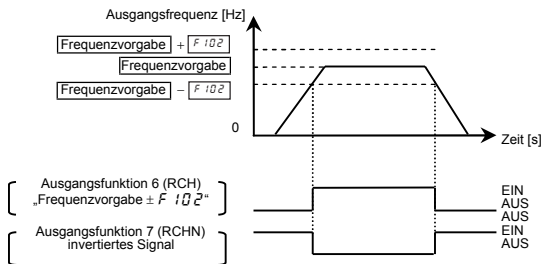 Ausgangsfrequenz [Hz]
Frequenzvorgabe + F 102
Frequenzvorgabe
Frequenzvorgabe − F 102
0
Zeit [s]
Ausgangsfunktion 6 (RCH)
„Frequenzvorgabe ± F 102“
EIN
AUS
AUS
Ausgangsfunktion 7 (RCHN)
invertiertes Signal
EIN
AUS